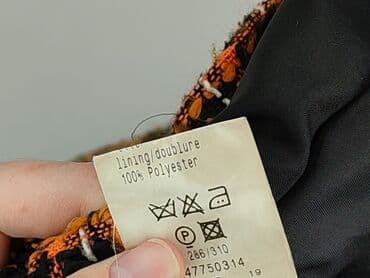 lining/doublure
100% Polyester
P
286/310
47750314
19